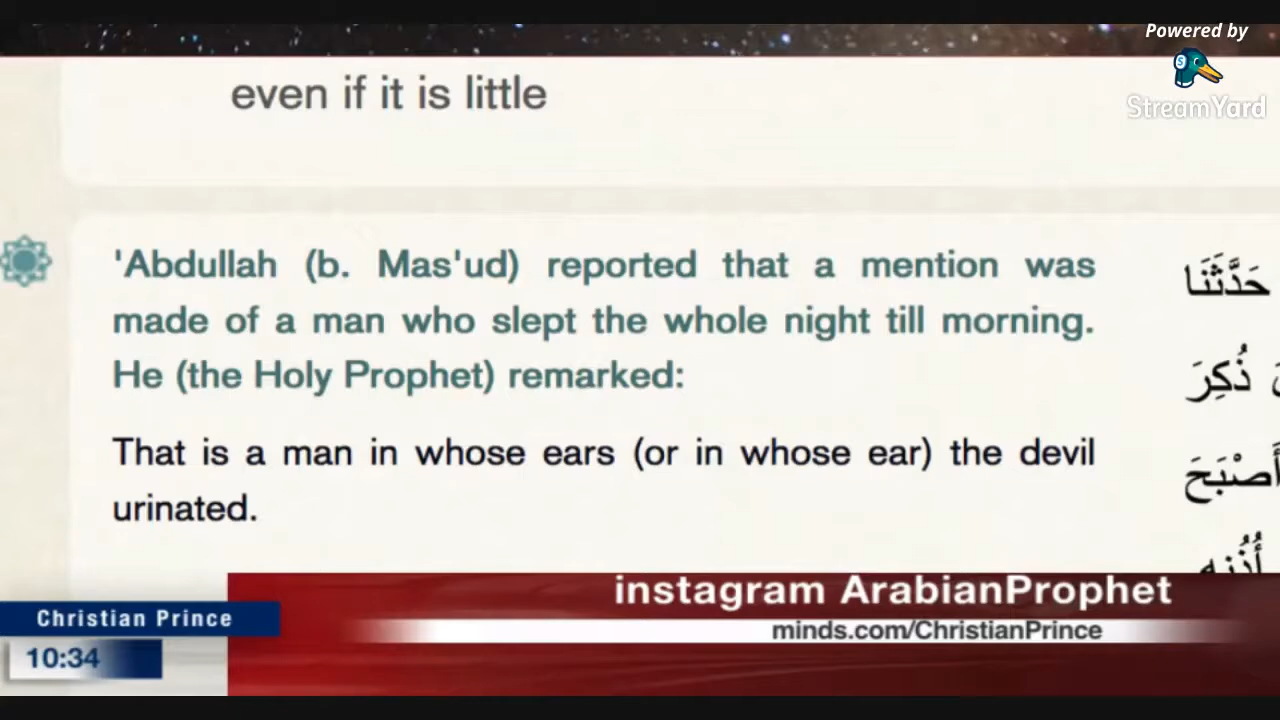 Powered by
StreamYard
even if it is little
'Abdullah (b. Mas'ud) reported that a mention was
made of a man who slept the whole night till morning.
He (the Holy Prophet) remarked:
That is a man in whose ears (or in whose ear) the devil
urinated.
حَدَّثَنَا
ذُكِرَ
أَصْبَحَ
instagram ArabianProphet
minds.com/ChristianPrince
Christian Prince
10:34